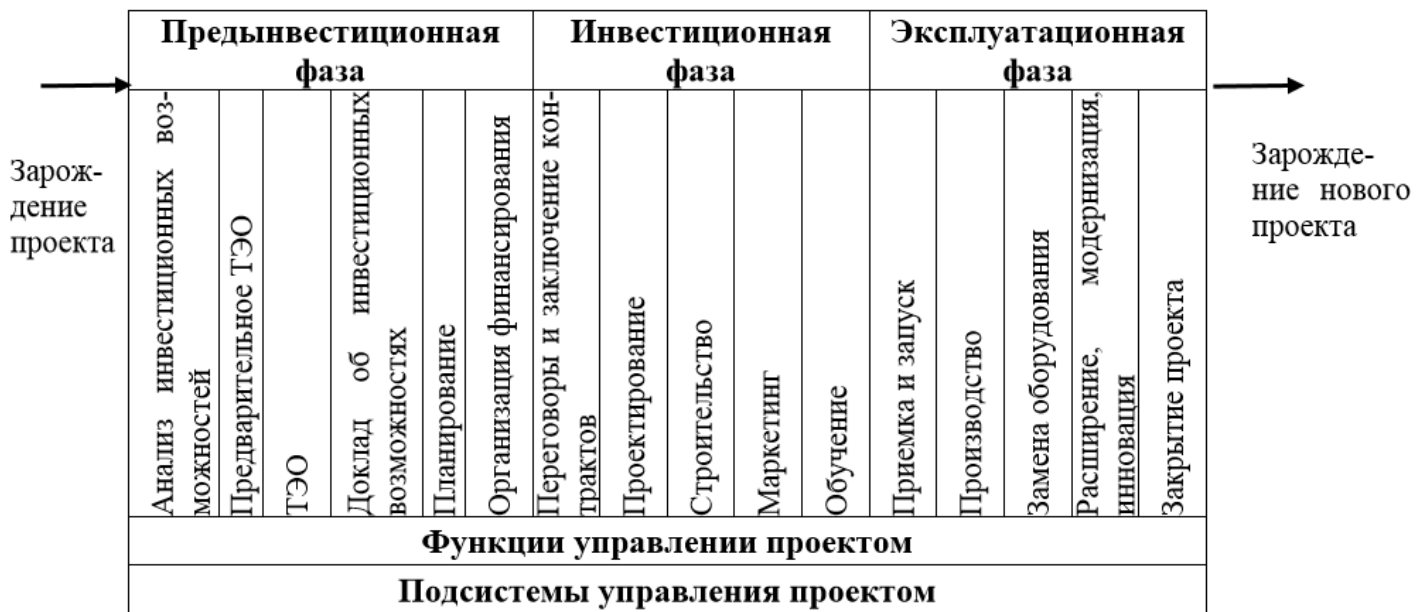 Предынвестиционная
фаза
Инвестиционная
фаза
Эксплуатационная
фаза
Зарож-
дение
проекта
Анализ инвестиционных воз-
можностей
Предварительное ТЭО
ТЭО
Доклад об инвестиционных
возможностях
Планирование
Организация финансирования
Переговоры и заключение кон-
трактов
Проектирование
Строительство
Маркетинг
Обучение
Приемка и запуск
Производство
Замена оборудования
Расширение, модернизация,
инновация
Закрытие проекта
Зарожде-
ние нового
проекта
Функции управлении проектом
Подсистемы управления проектом